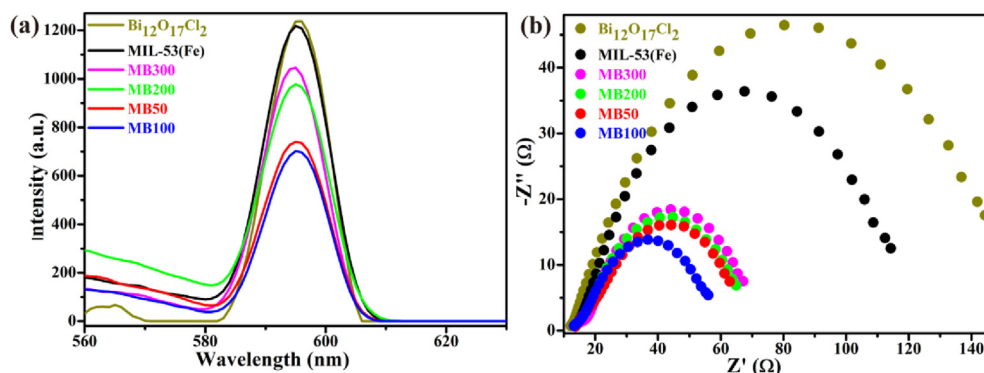 (a)
Bi12O17Cl2
MIL-53(Fe)
MB300
MB200
MB50
MB100
Intensity (a.u.)
1200
1000
800
600
400
200
0
560 580 600 620
Wavelength (nm)
(b)
Bi12O17Cl2
MIL-53(Fe)
MB300
MB200
MB50
MB100
-Z'' (Ω)
40
30
20
10
0
20 40 60 80 100 120 140
Z' (Ω)